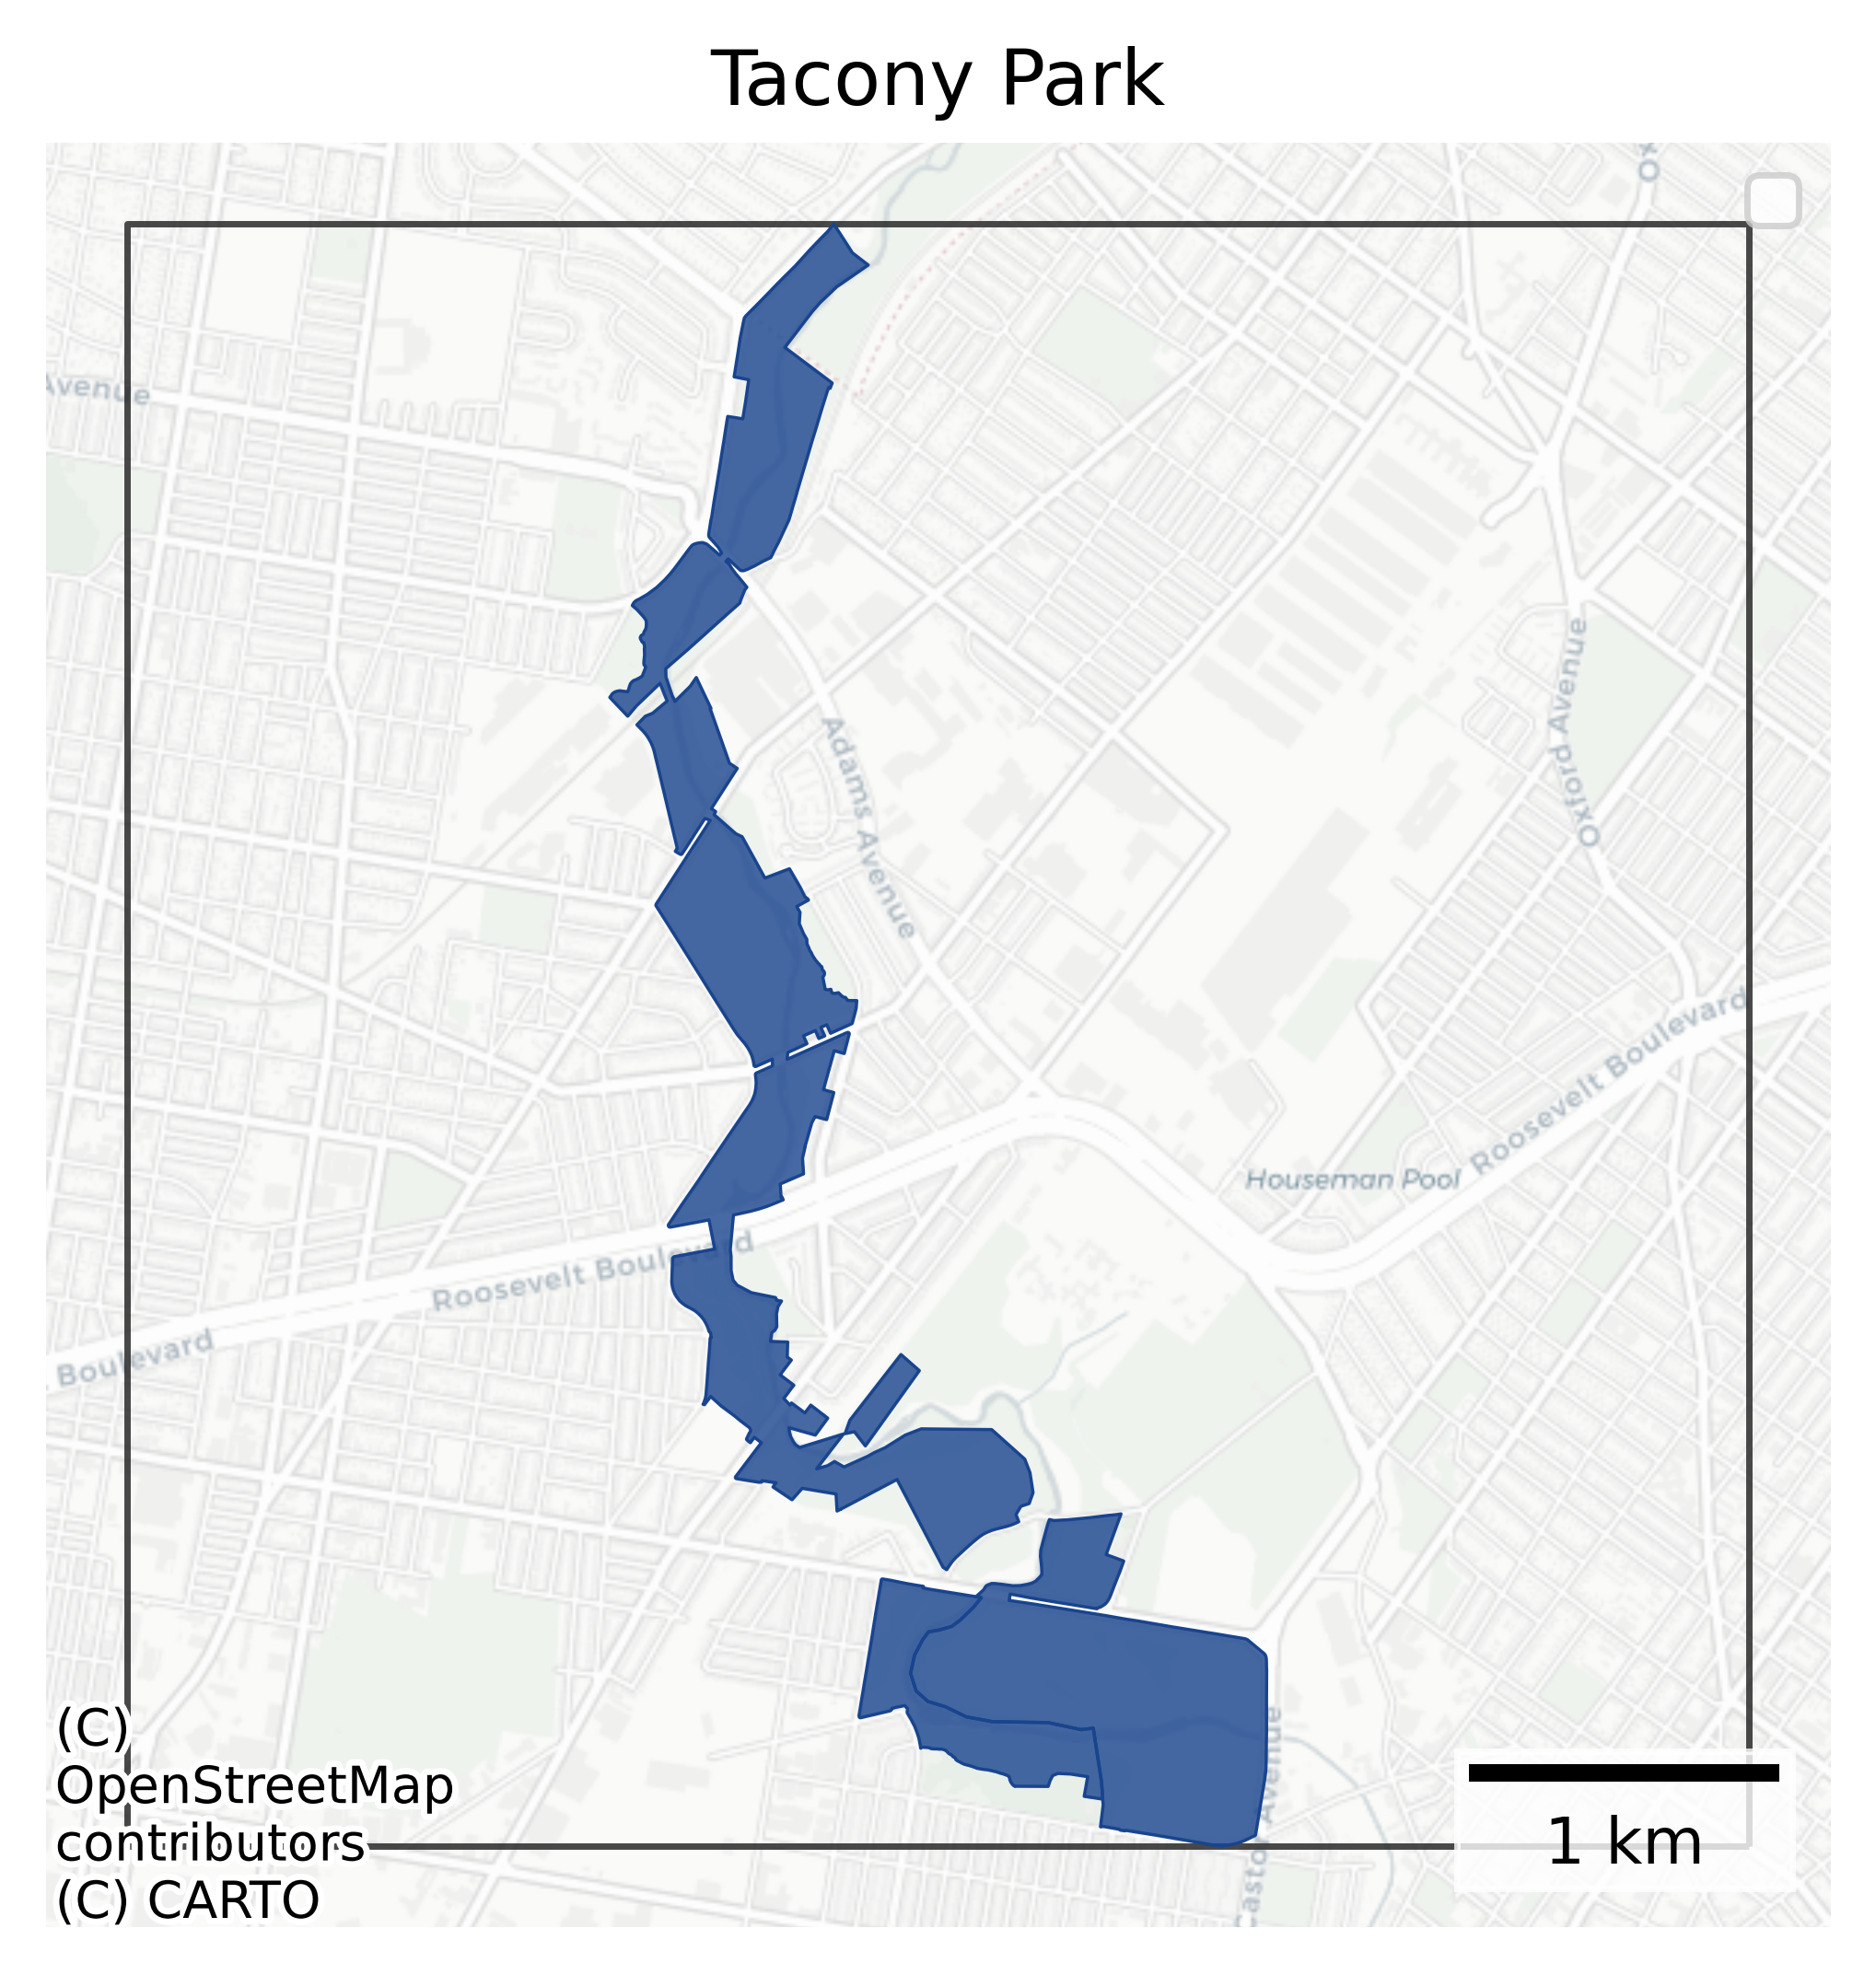 Tacony Park
Ox
Avenue
Oxford Avenue
Adams Avenue
Roosevelt Boulevard
Houseman Pool
Roosevelt Boulevard
Boulevard
Castor Avenue
(C)
OpenStreetMap
contributors
(C) CARTO
1 km